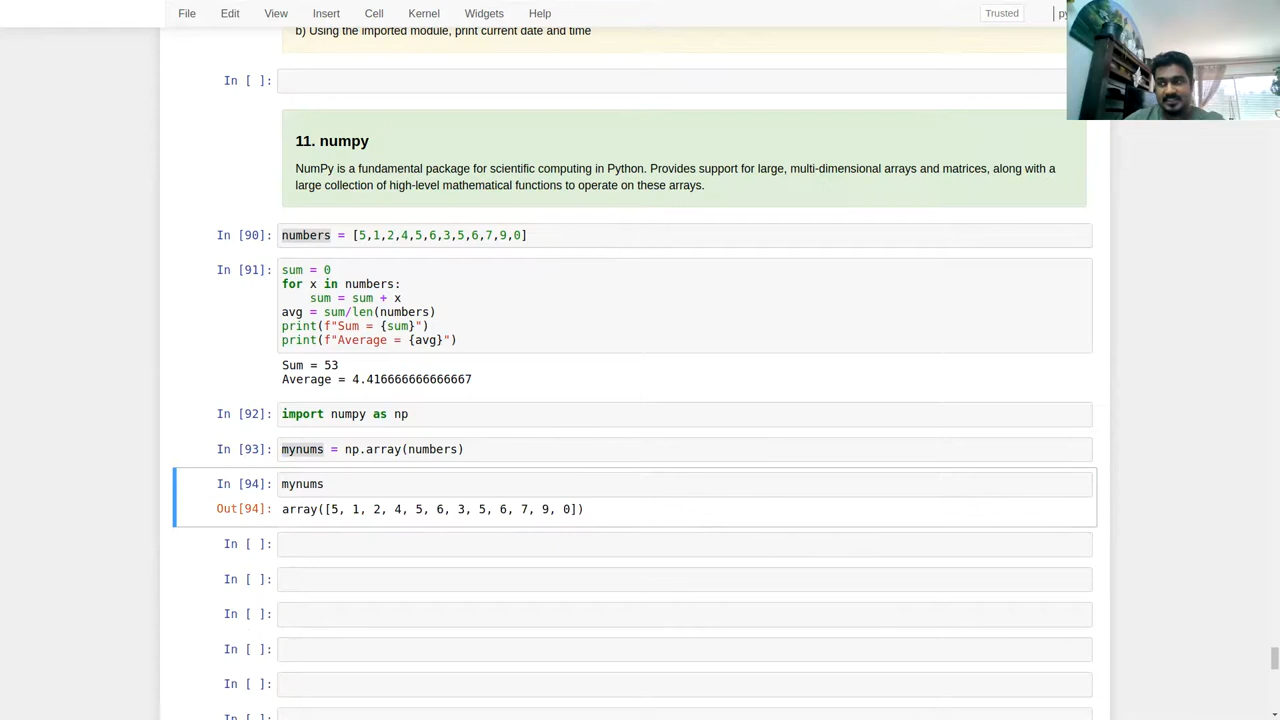 File Edit View Insert Cell Kernel Widgets Help Trusted
b) Using the imported module, print current date and time
In [ ]:
11. numpy
NumPy is a fundamental package for scientific computing in Python. Provides support for large, multi-dimensional arrays and matrices, along with a
large collection of high-level mathematical functions to operate on these arrays.
In [90]: numbers = [5,1,2,4,5,6,3,5,6,7,9,0]
In [91]: sum = 0
for x in numbers:
    sum = sum + x
avg = sum/len(numbers)
print(f"Sum = {sum}")
print(f"Average = {avg}")
Sum = 53
Average = 4.416666666666667
In [92]: import numpy as np
In [93]: mynums = np.array(numbers)
In [94]: mynums
Out[94]: array([5, 1, 2, 4, 5, 6, 3, 5, 6, 7, 9, 0])
In [ ]:
In [ ]:
In [ ]:
In [ ]:
In [ ]:
In [ ]: